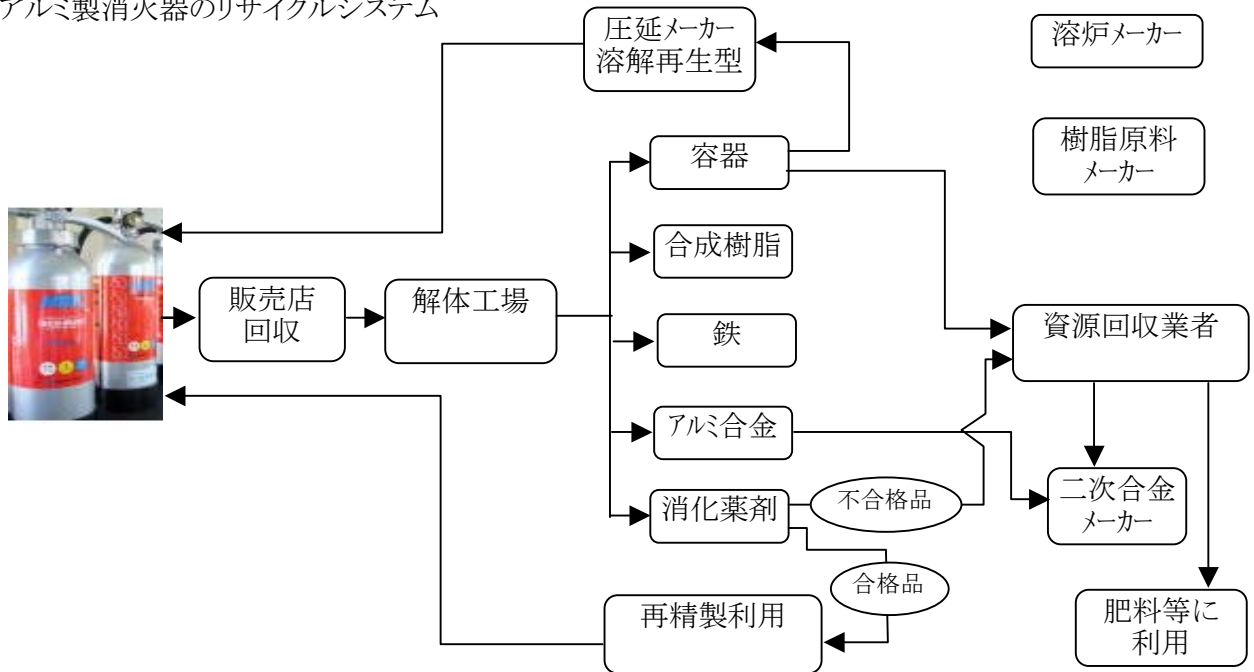 アルミ製消火器のリサイクルシステム
圧延メーカー
溶解再生型
溶炉メーカー
樹脂原料
メーカー
容器
合成樹脂
販売店
回収
解体工場
鉄
資源回収業者
アルミ合金
消化薬剤
不合格品
二次合金
メーカー
合格品
再精製利用
肥料等に
利用